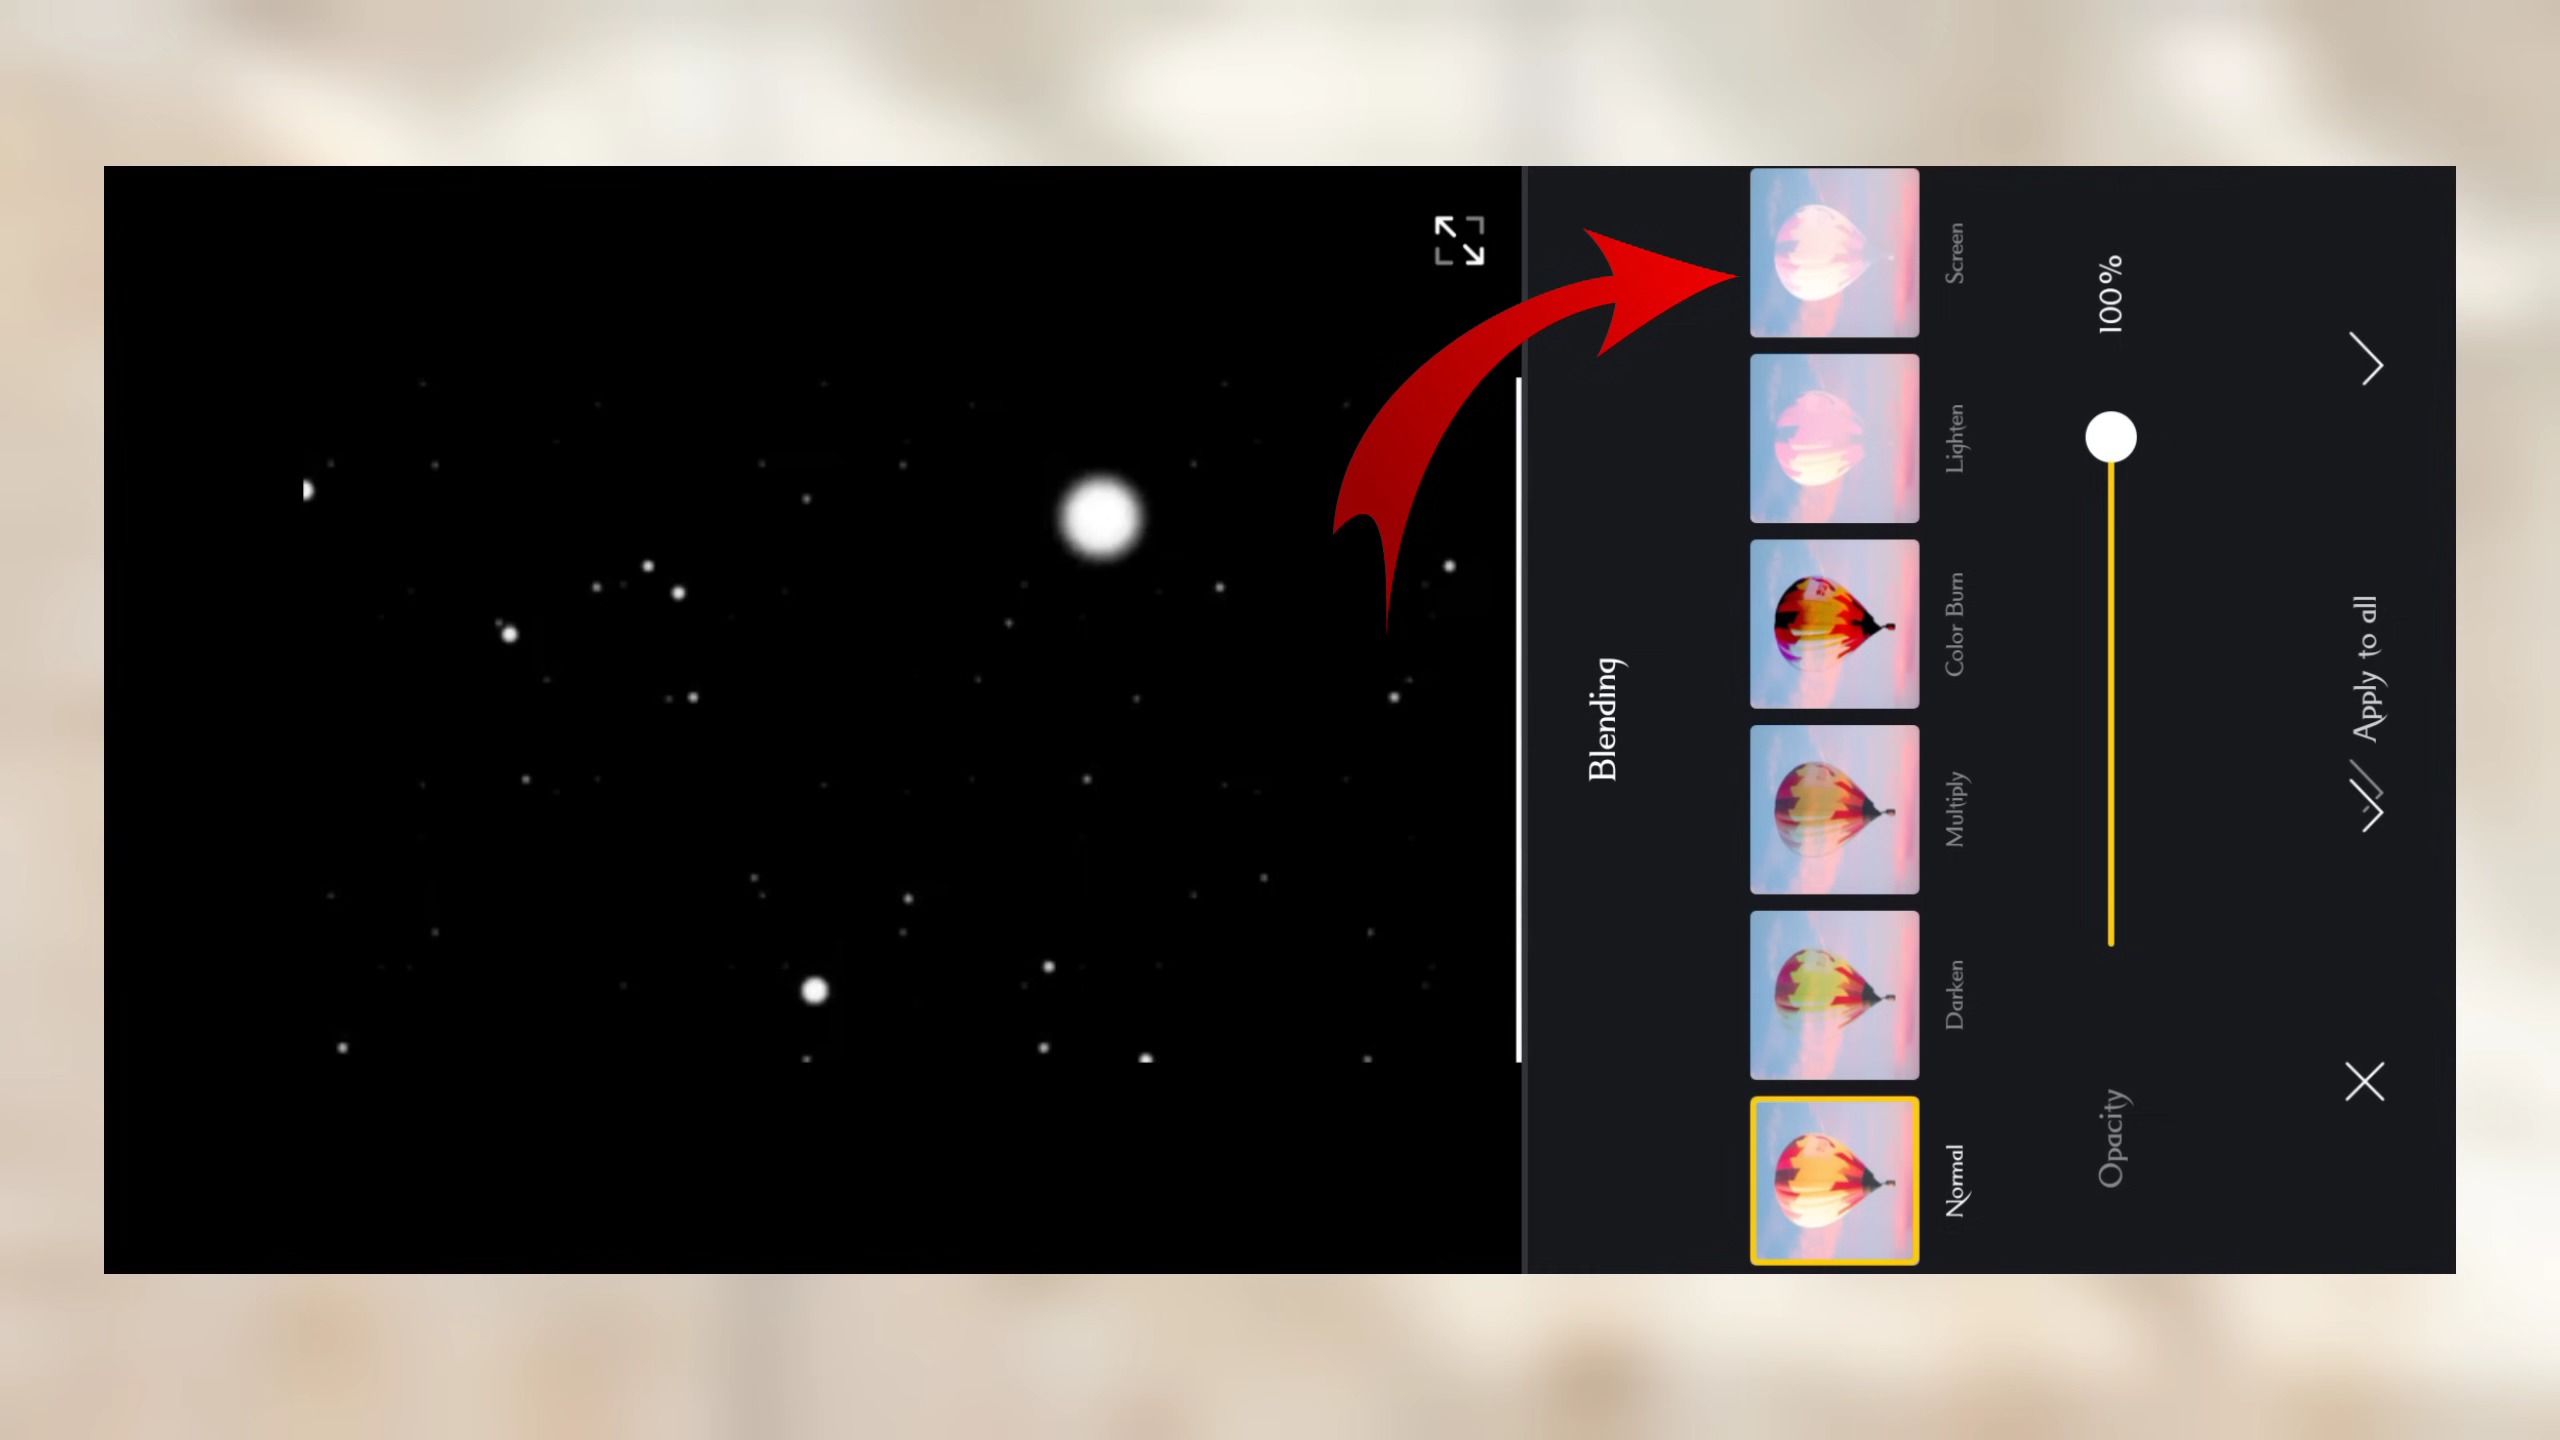 Blending
Normal
Darken
Multiply
Color Burn
Lighten
Screen
Opacity
100%
Apply to all